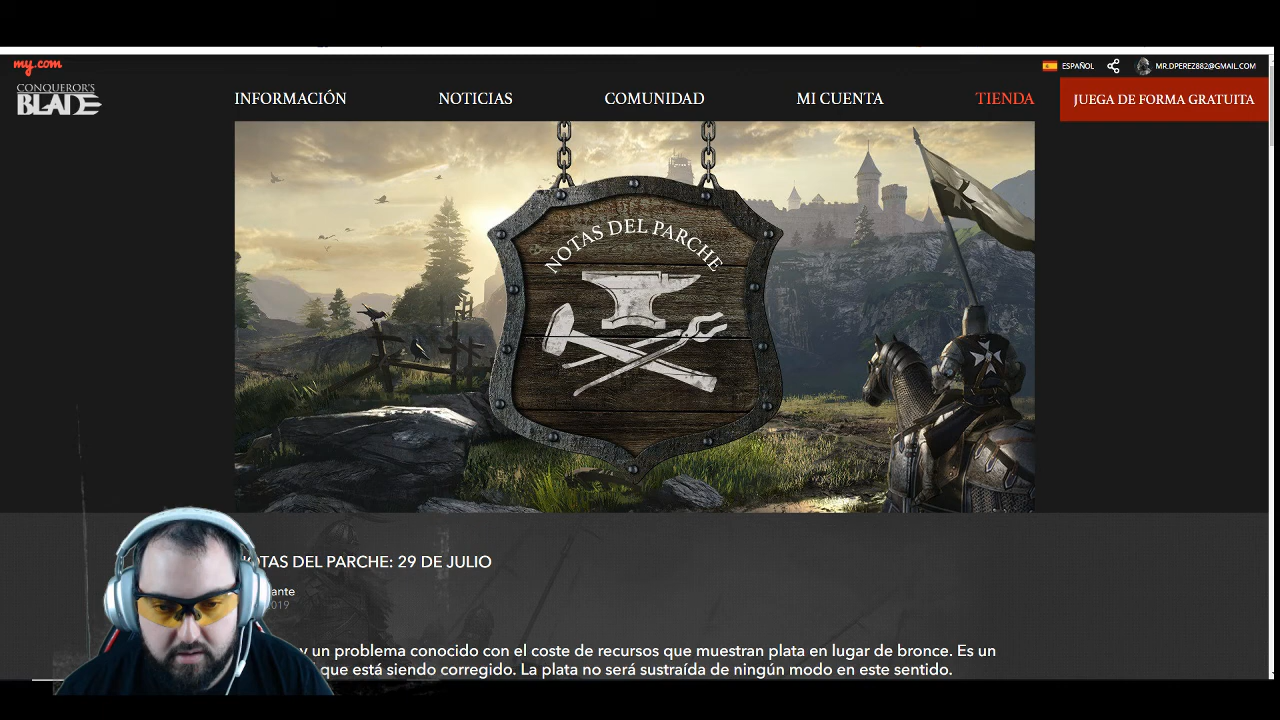 my.com
ESPAÑOL
MR.DPEREZ882@GMAIL.COM
CONQUEROR'S
BLADE
INFORMACIÓN
NOTICIAS
COMUNIDAD
MI CUENTA
TIENDA
JUEGA DE FORMA GRATUITA
NOTAS DEL PARCHE
NOTAS DEL PARCHE: 29 DE JULIO
un problema conocido con el coste de recursos que muestran plata en lugar de bronce. Es un
que está siendo corregido. La plata no será sustraída de ningún modo en este sentido.